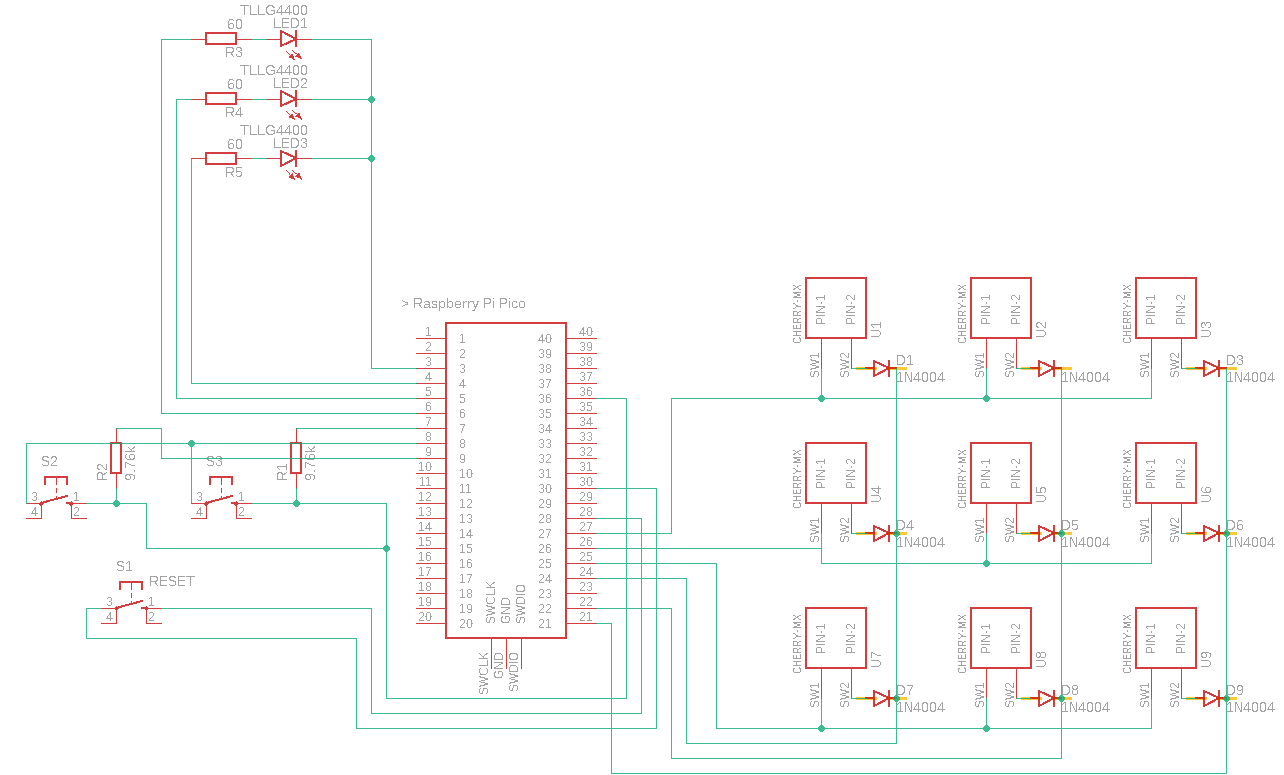 TLLG4400
60 LED1
R3
TLLG4400
60 LED2
R4
TLLG4400
60 LED3
R5
> Raspberry Pi Pico
1 1 40 40
2 2 39 39
3 3 38 38
4 4 37 37
5 5 36 36
6 6 35 35
7 7 34 34
8 8 33 33
9 9 32 32
10 10 31 31
11 11 30 30
12 12 29 29
13 13 28 28
14 14 27 27
15 15 26 26
16 16 25 25
17 17 24 24
18 18 23 23
19 19 22 22
20 20 21 21
SWCLK GND SWDIO
SWCLK GND SWDIO
S2 R2 9.76k S3 R1 9.76k
3 1 3 1
4 2 4 2
S1
RESET
3 1
4 2
CHERRY-MX PIN-1 PIN-2 U1
SW1 SW2 D1
1N4004
CHERRY-MX PIN-1 PIN-2 U2
SW1 SW2 D2
1N4004
CHERRY-MX PIN-1 PIN-2 U3
SW1 SW2 D3
1N4004
CHERRY-MX PIN-1 PIN-2 U4
SW1 SW2 D4
1N4004
CHERRY-MX PIN-1 PIN-2 U5
SW1 SW2 D5
1N4004
CHERRY-MX PIN-1 PIN-2 U6
SW1 SW2 D6
1N4004
CHERRY-MX PIN-1 PIN-2 U7
SW1 SW2 D7
1N4004
CHERRY-MX PIN-1 PIN-2 U8
SW1 SW2 D8
1N4004
CHERRY-MX PIN-1 PIN-2 U9
SW1 SW2 D9
1N4004